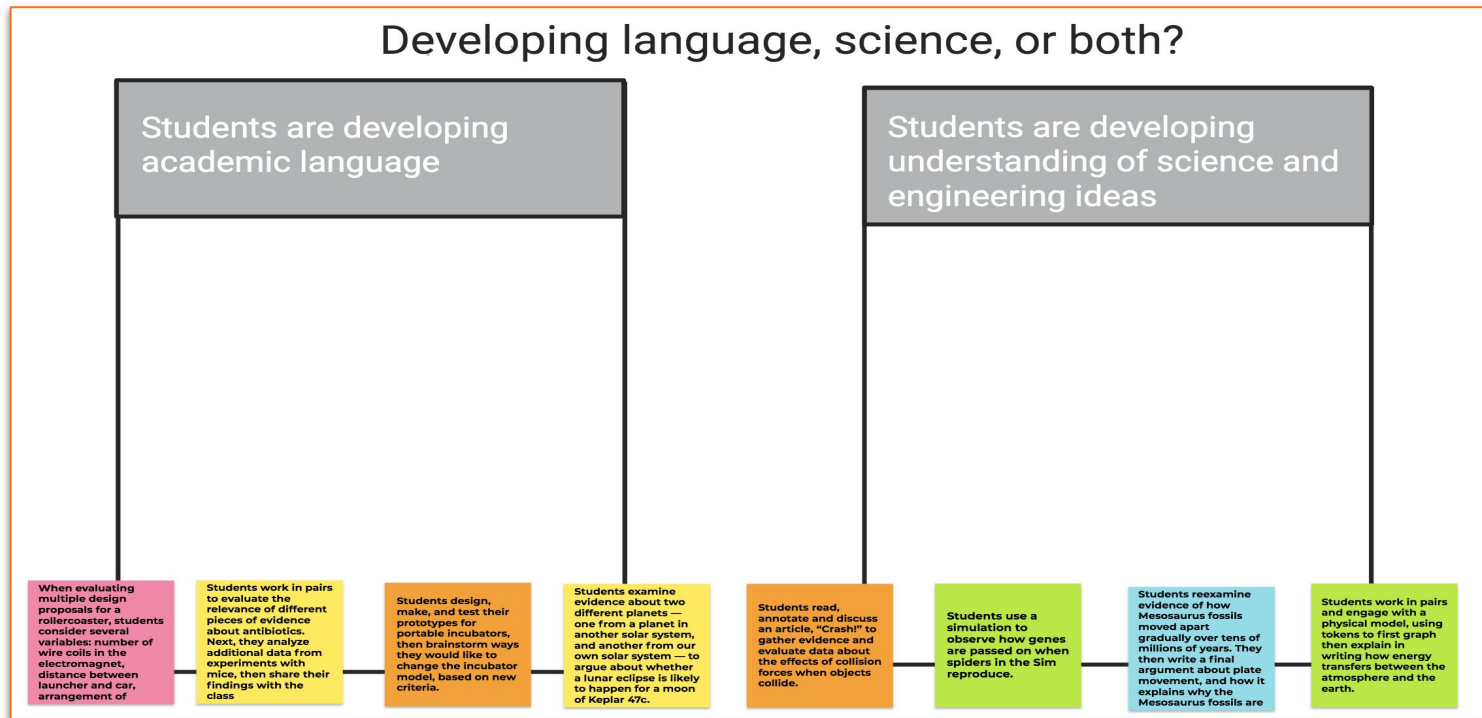 Developing language, science, or both?
Students are developing
academic language
Students are developing
understanding of science and
engineering ideas
When evaluating
multiple design
proposals for a
rollercoaster, students
consider several
variables: number of
wire coils in the
electromagnet,
distance between
launcher and car,
arrangement of
Students work in pairs
to evaluate the
relevance of different
pieces of evidence
about antibiotics.
Next, they analyze
additional data from
experiments with
mice, then share their
findings with the
class
Students design,
make, and test their
prototypes for
portable incubators,
then brainstorm ways
they would like to
change the incubator
model, based on new
criteria.
Students examine
evidence about two
different planets —
one from a planet in
another solar system,
and another from our
own solar system — to
argue about whether
a lunar eclipse is likely
to happen for a moon
of Keplar 47c.
Students read,
annotate and discuss
an article, “Crash!” to
gather evidence and
evaluate data about
the effects of collision
forces when objects
collide.
Students use a
simulation to
observe how genes
are passed on when
spiders in the Sim
reproduce.
Students reexamine
evidence of how
Mesosaurus fossils
moved apart
gradually over tens of
millions of years. They
then write a final
argument about plate
movement, and how it
explains why the
Mesosaurus fossils are
Students work in pairs
and engage with a
physical model, using
tokens to first graph
then explain in
writing how energy
transfers between the
atmosphere and the
earth.